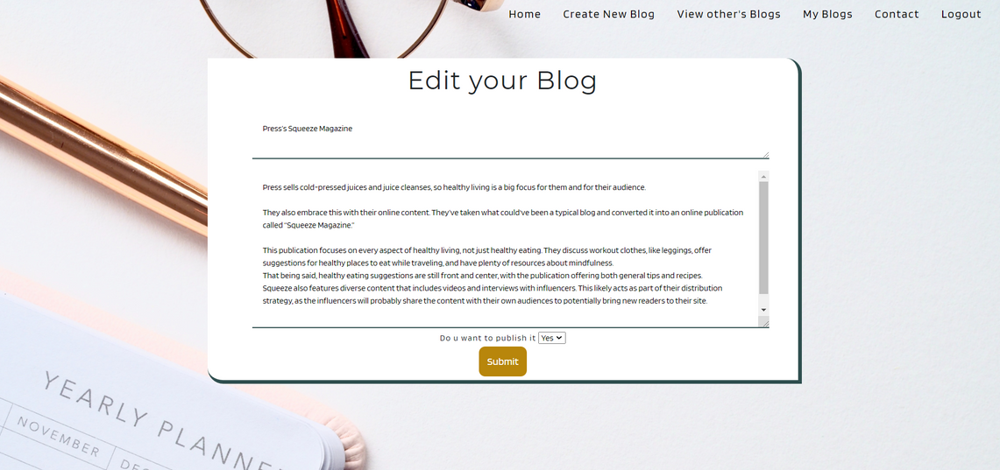 Home Create New Blog View other's Blogs My Blogs Contact Logout
Edit your Blog
Press's Squeeze Magazine
Press sells cold-pressed juices and juice cleanses, so healthy living is a big focus for them and for their audience.
They also embrace this with their online content. They've taken what could've been a typical blog and converted it into an online publication
called “Squeeze Magazine.”
This publication focuses on every aspect of healthy living, not just healthy eating. They discuss workout clothes, like leggings, offer
suggestions for healthy places to eat while traveling, and have plenty of resources about mindfulness.
That being said, healthy eating suggestions are still front and center, with the publication offering both general tips and recipes.
Squeeze also features diverse content that includes videos and interviews with influencers. This likely acts as part of their distribution
strategy, as the influencers will probably share the content with their own audiences to potentially bring new readers to their site.
Do u want to publish it Yes
Submit
YEARLY
NOVEMBER